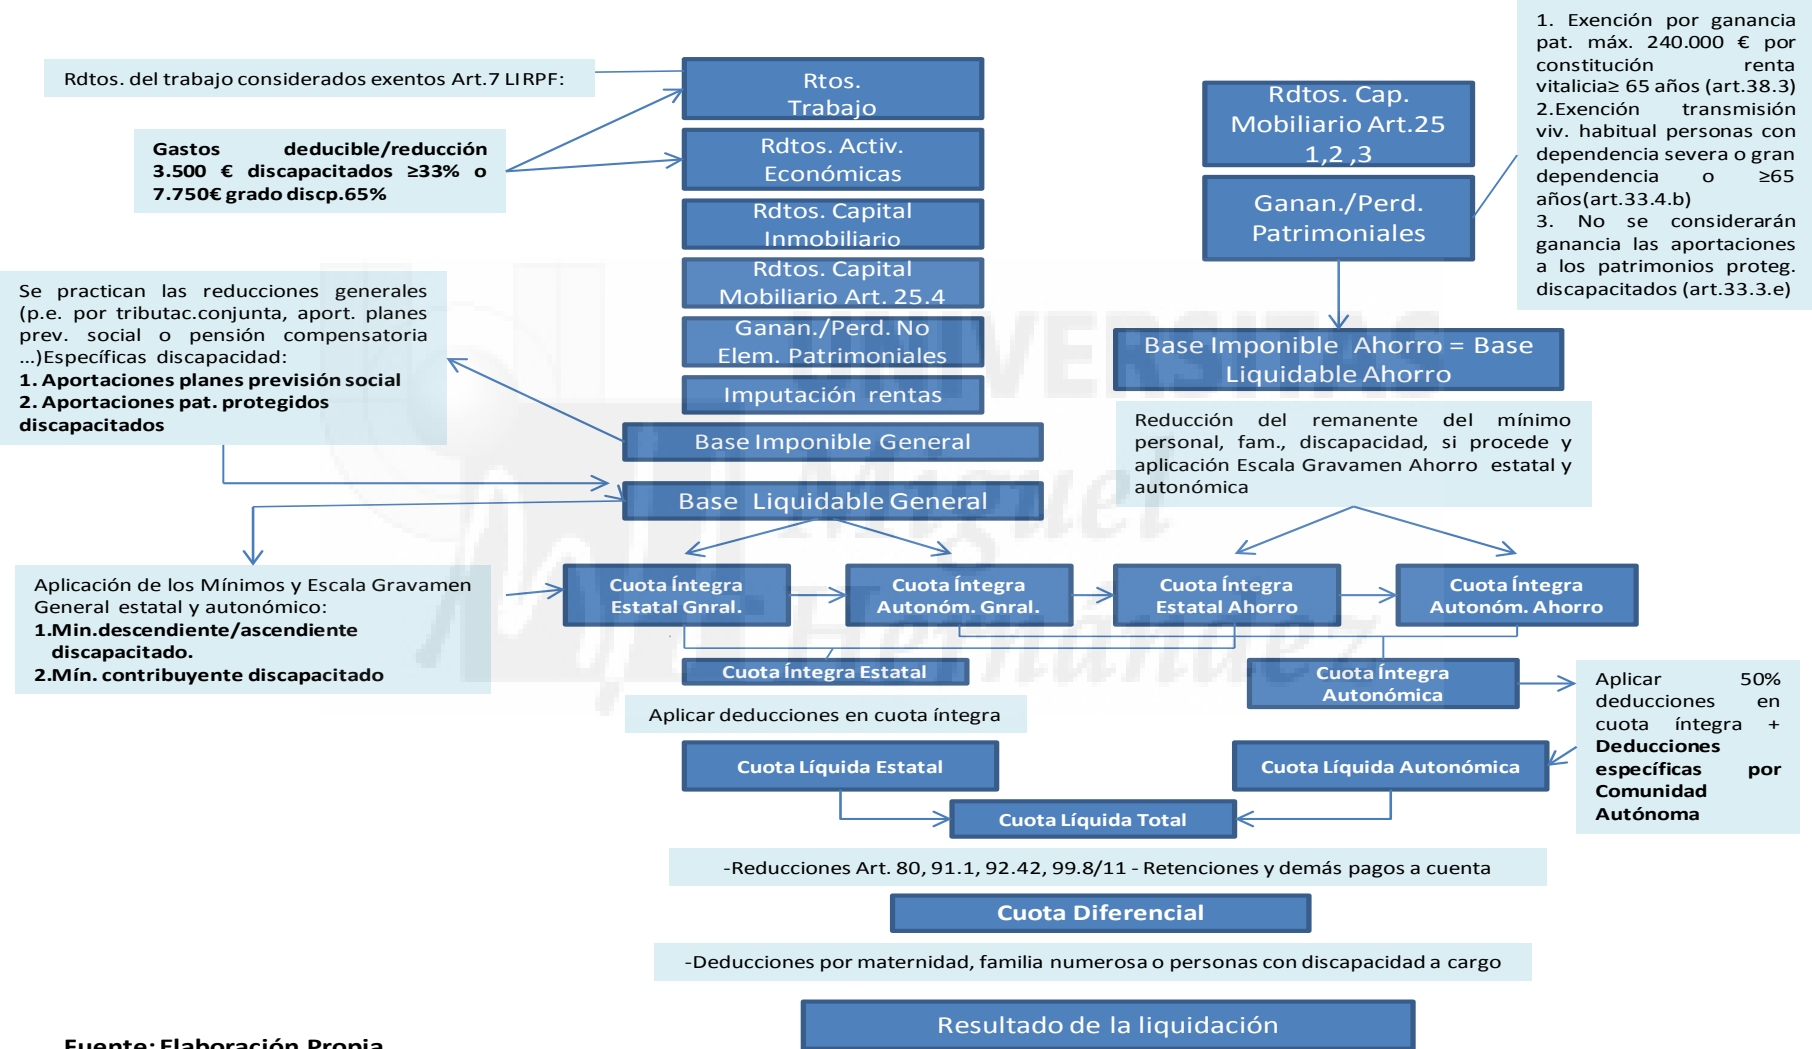 Rdtos. del trabajo considerados exentos Art.7 LIRPF:
Gastos deducible/reducción
3.500 € discapacitados ≥33% o
7.750€ grado discp.65%
Rtos.
Trabajo
Rdtos. Activ.
Económicas
Rdtos. Capital
Inmobiliario
Rdtos. Capital
Mobiliario Art. 25.4
Ganan./Perd. No
Elem. Patrimoniales
Imputación rentas
Base Imponible General
Rdtos. Cap.
Mobiliario Art.25
1,2 ,3
Ganan./Perd.
Patrimoniales
1. Exención por ganancia
pat. máx. 240.000 € por
constitución renta
vitalicia≥ 65 años (art.38.3)
2.Exención transmisión
viv. habitual personas con
dependencia severa o gran
dependencia o ≥65
años(art.33.4.b)
3. No se considerarán
ganancia las aportaciones
a los patrimonios proteg.
discapacitados (art.33.3.e)
Se practican las reducciones generales
(p.e. por tributac.conjunta, aport. planes
prev. social o pensión compensatoria
...)Específicas discapacidad:
1. Aportaciones planes previsión social
2. Aportaciones pat. protegidos
discapacitados
Base Imponible Ahorro = Base
Liquidable Ahorro
Reducción del remanente del mínimo
personal, fam., discapacidad, si procede y
aplicación Escala Gravamen Ahorro estatal y
autonómica
Base Liquidable General
Aplicación de los Mínimos y Escala Gravamen
General estatal y autonómico:
1.Min.descendiente/ascendiente
discapacitado.
2.Mín. contribuyente discapacitado
Cuota Íntegra
Estatal Gnral.
Cuota Íntegra
Autonóm. Gnral.
Cuota Íntegra
Estatal Ahorro
Cuota Íntegra
Autonóm. Ahorro
Cuota Íntegra Estatal
Cuota Íntegra
Autonómica
Aplicar deducciones en cuota íntegra
Aplicar 50%
deducciones en
cuota íntegra +
Deducciones
específicas por
Comunidad
Autónoma
Cuota Líquida Estatal
Cuota Líquida Autonómica
Cuota Líquida Total
-Reducciones Art. 80, 91.1, 92.42, 99.8/11 - Retenciones y demás pagos a cuenta
Cuota Diferencial
-Deducciones por maternidad, familia numerosa o personas con discapacidad a cargo
Resultado de la liquidación
Fuente: Elaboración Propia
UNIVERSITAS
Miguel
Hernández